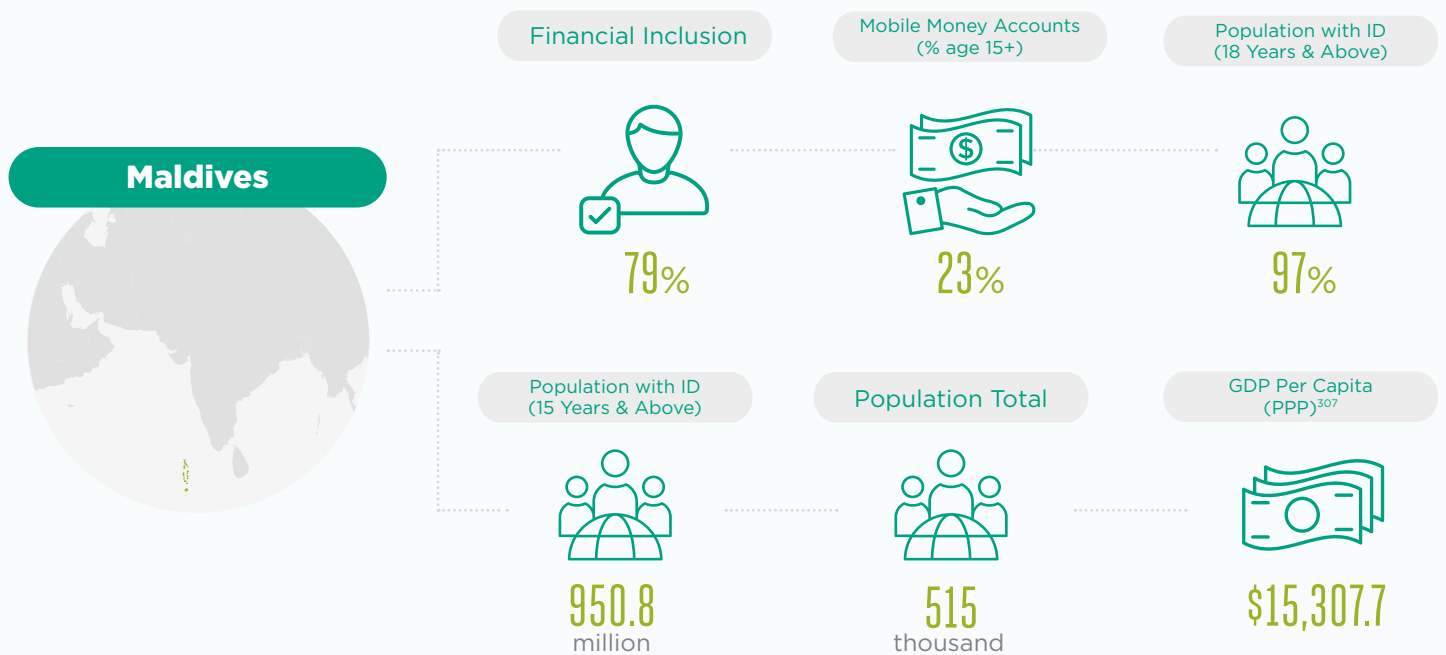 Maldives
Financial Inclusion
79%
Mobile Money Accounts
(% age 15+)
$
23%
Population with ID
(18 Years & Above)
97%
Population with ID
(15 Years & Above)
950.8
million
Population Total
515
thousand
GDP Per Capita
(PPP)307
$15,307.7